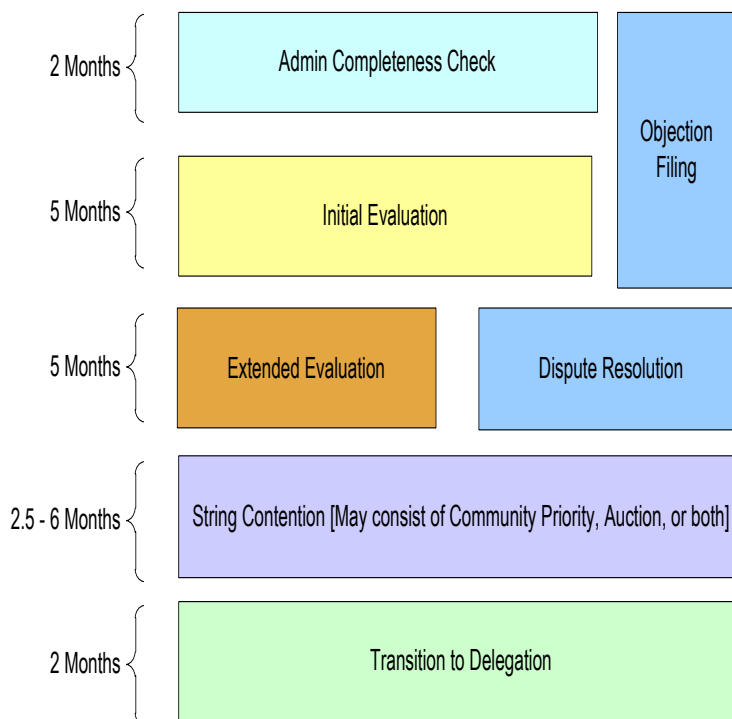 2 Months
Admin Completeness Check
Objection
Filing
5 Months
Initial Evaluation
5 Months
Extended Evaluation
Dispute Resolution
2.5 - 6 Months
String Contention [May consist of Community Priority, Auction, or both]
2 Months
Transition to Delegation